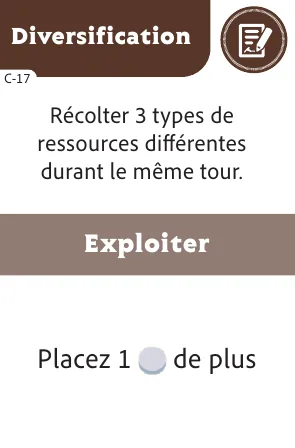 Diversification
C-17
Récolter 3 types de
ressources différentes
durant le même tour.
Exploiter
Placez 1 de plus